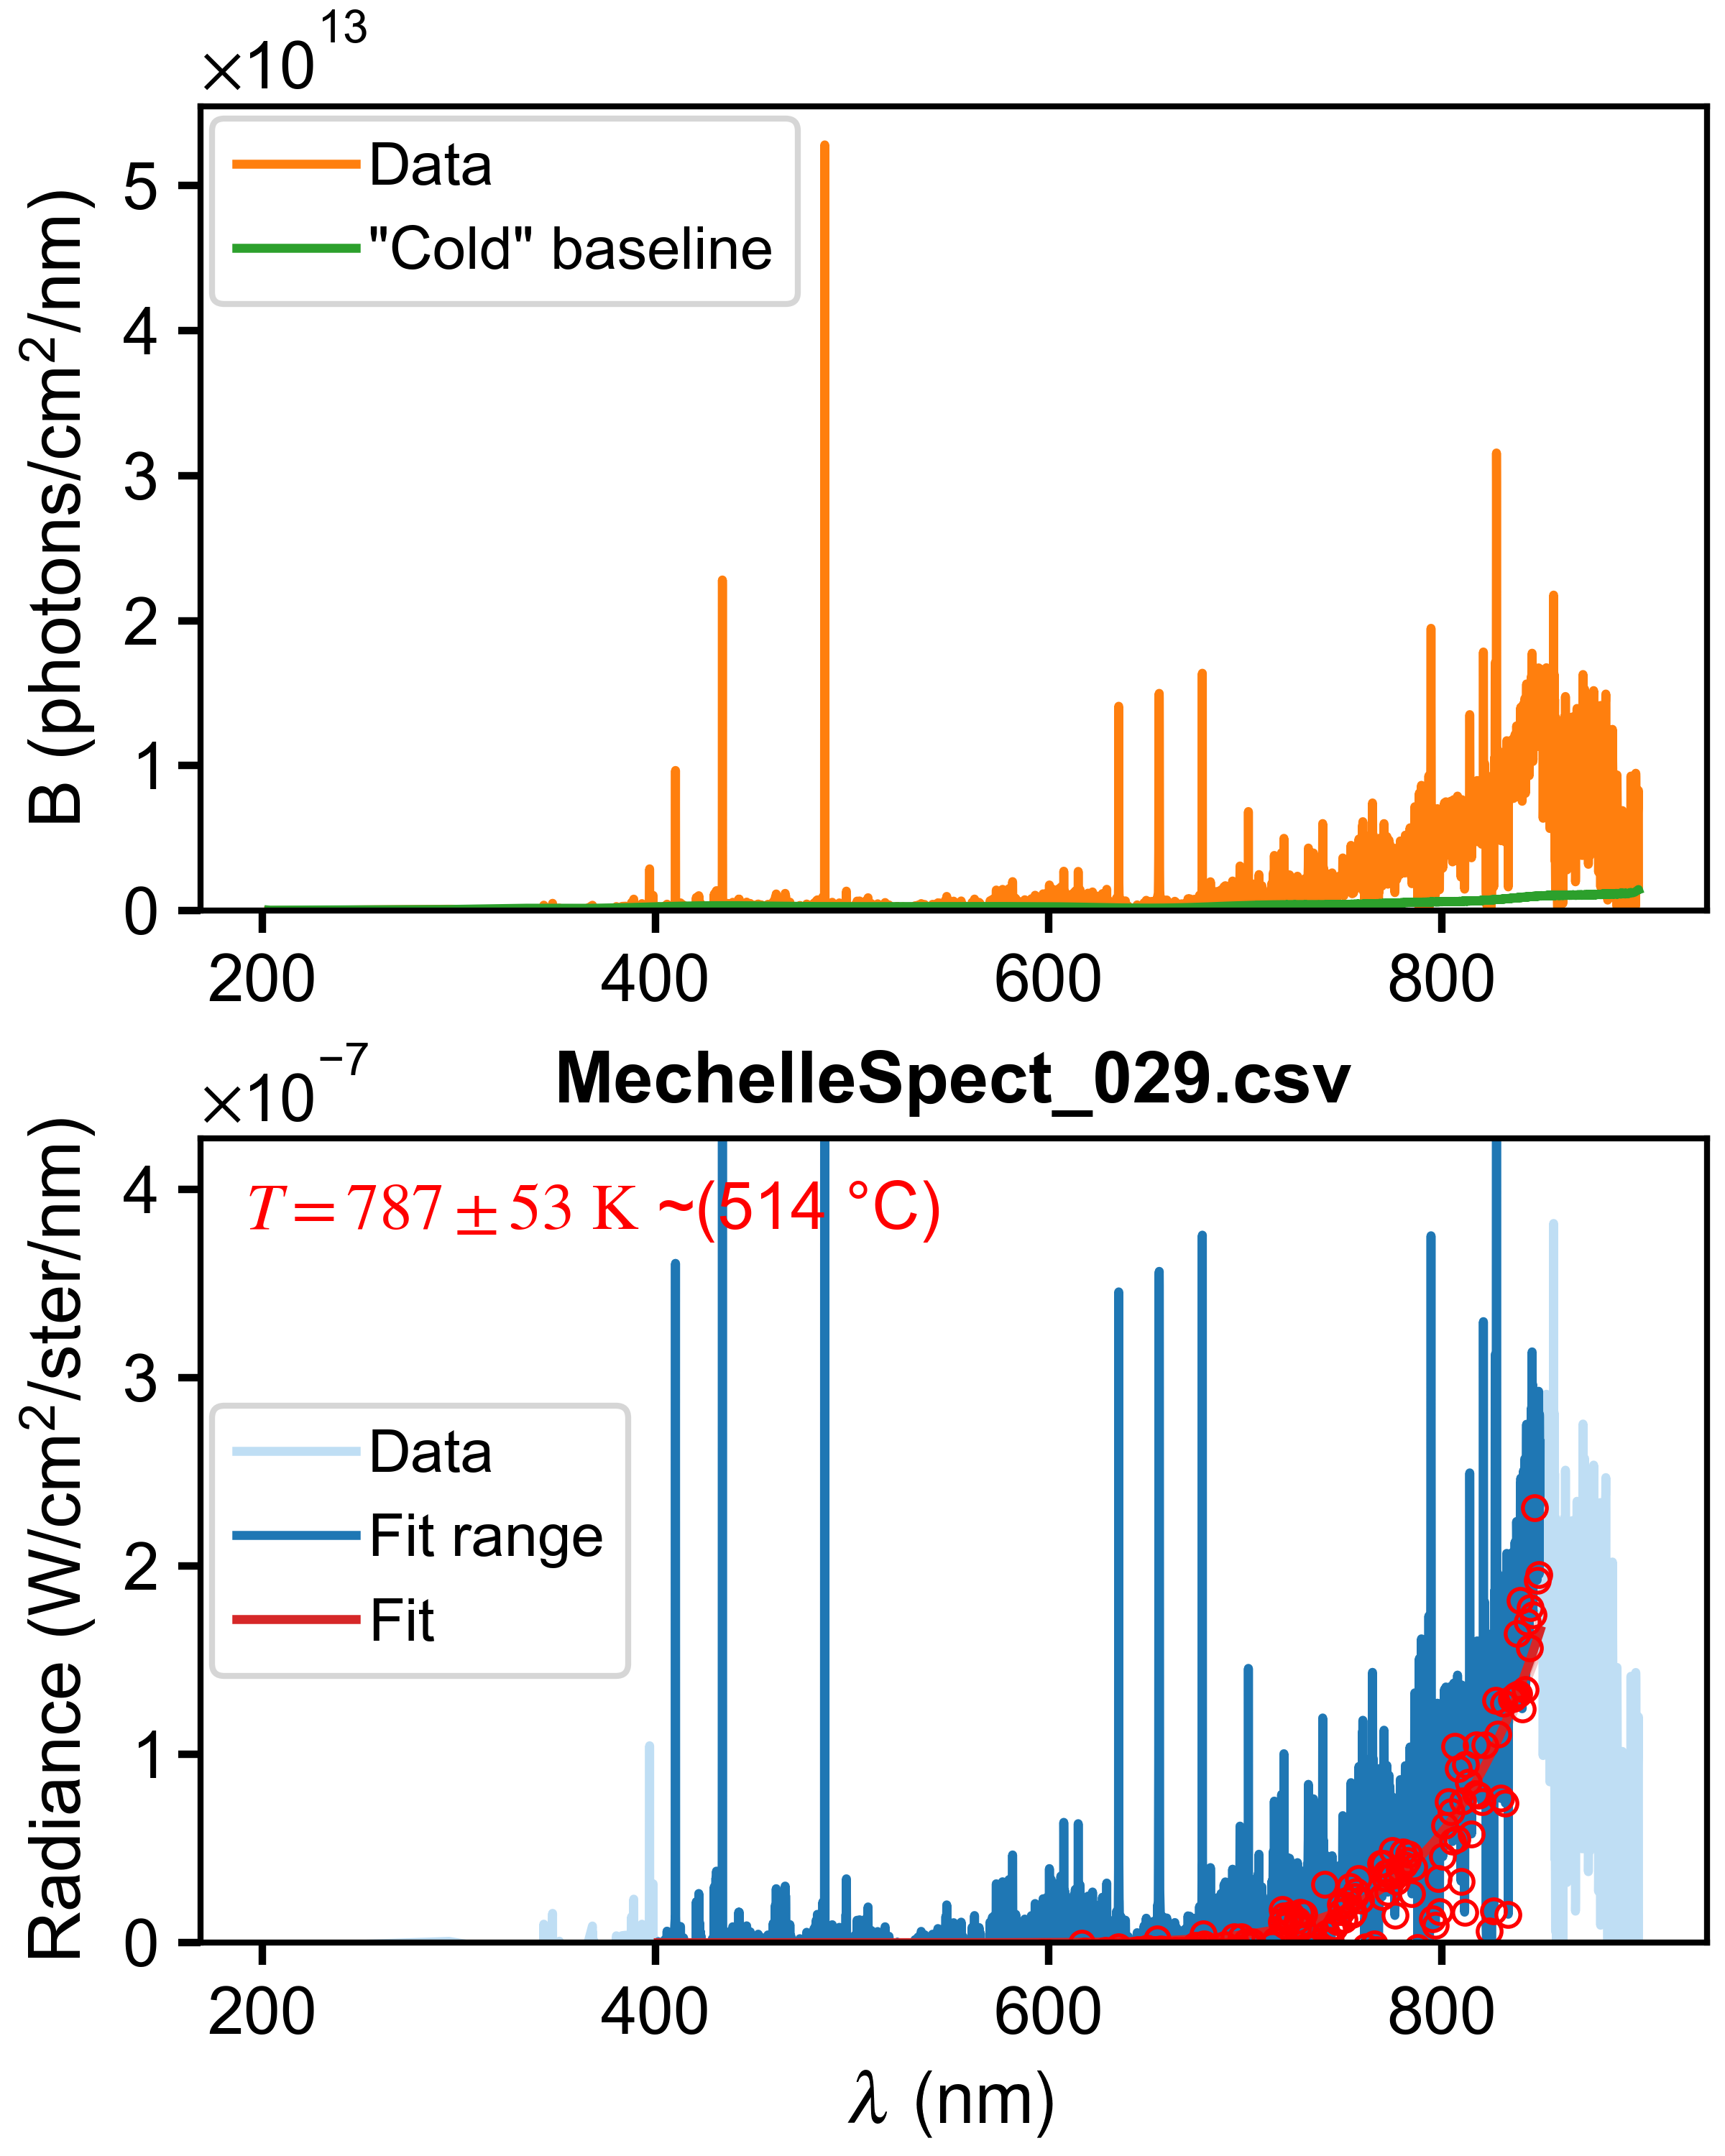 ×10¹³
B (photons/cm²/nm)
5
4
3
2
1
0
Data
"Cold" baseline
200 400 600 800
×10⁻⁷
MechelleSpect_029.csv
Radiance (W/cm²/ster/nm)
4
3
2
1
0
T = 787 ± 53 K ~(514 °C)
Data
Fit range
Fit
200 400 600 800
λ (nm)